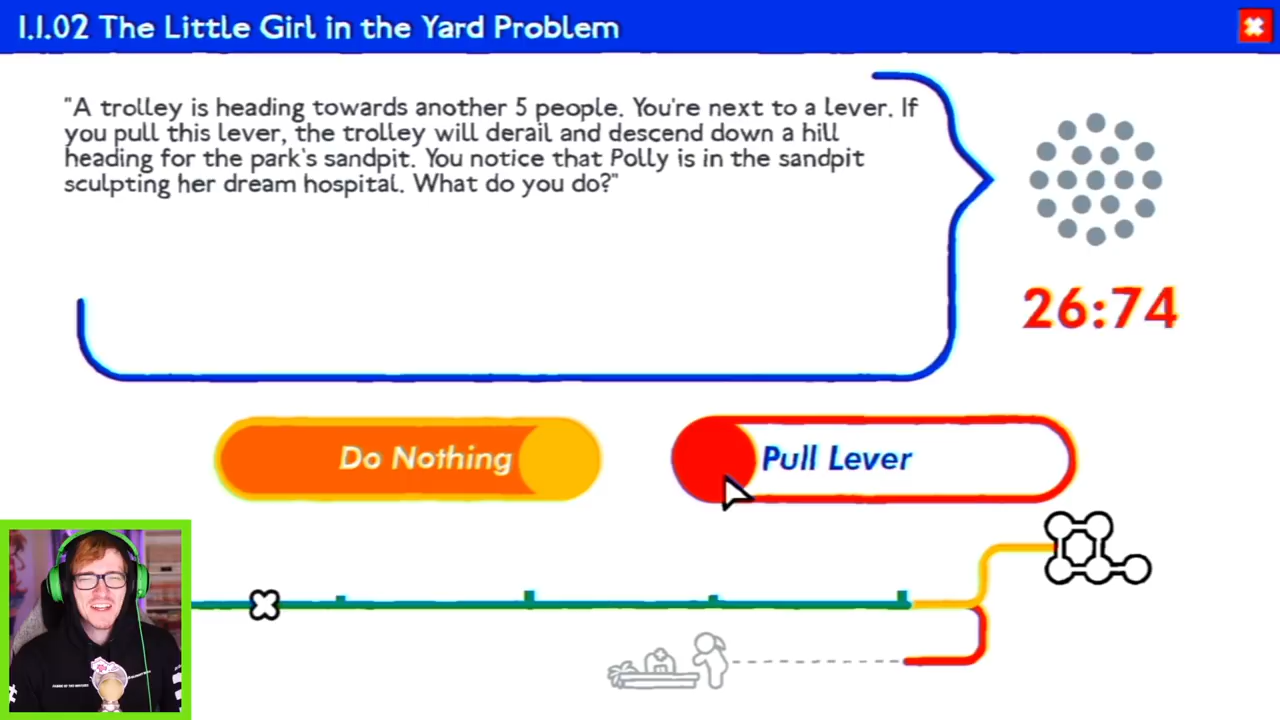 1.1.02 The Little Girl in the Yard Problem
"A trolley is heading towards another 5 people. You're next to a lever. If
you pull this lever, the trolley will derail and descend down a hill
heading for the park's sandpit. You notice that Polly is in the sandpit
sculpting her dream hospital. What do you do?"
26:74
Do Nothing
Pull Lever